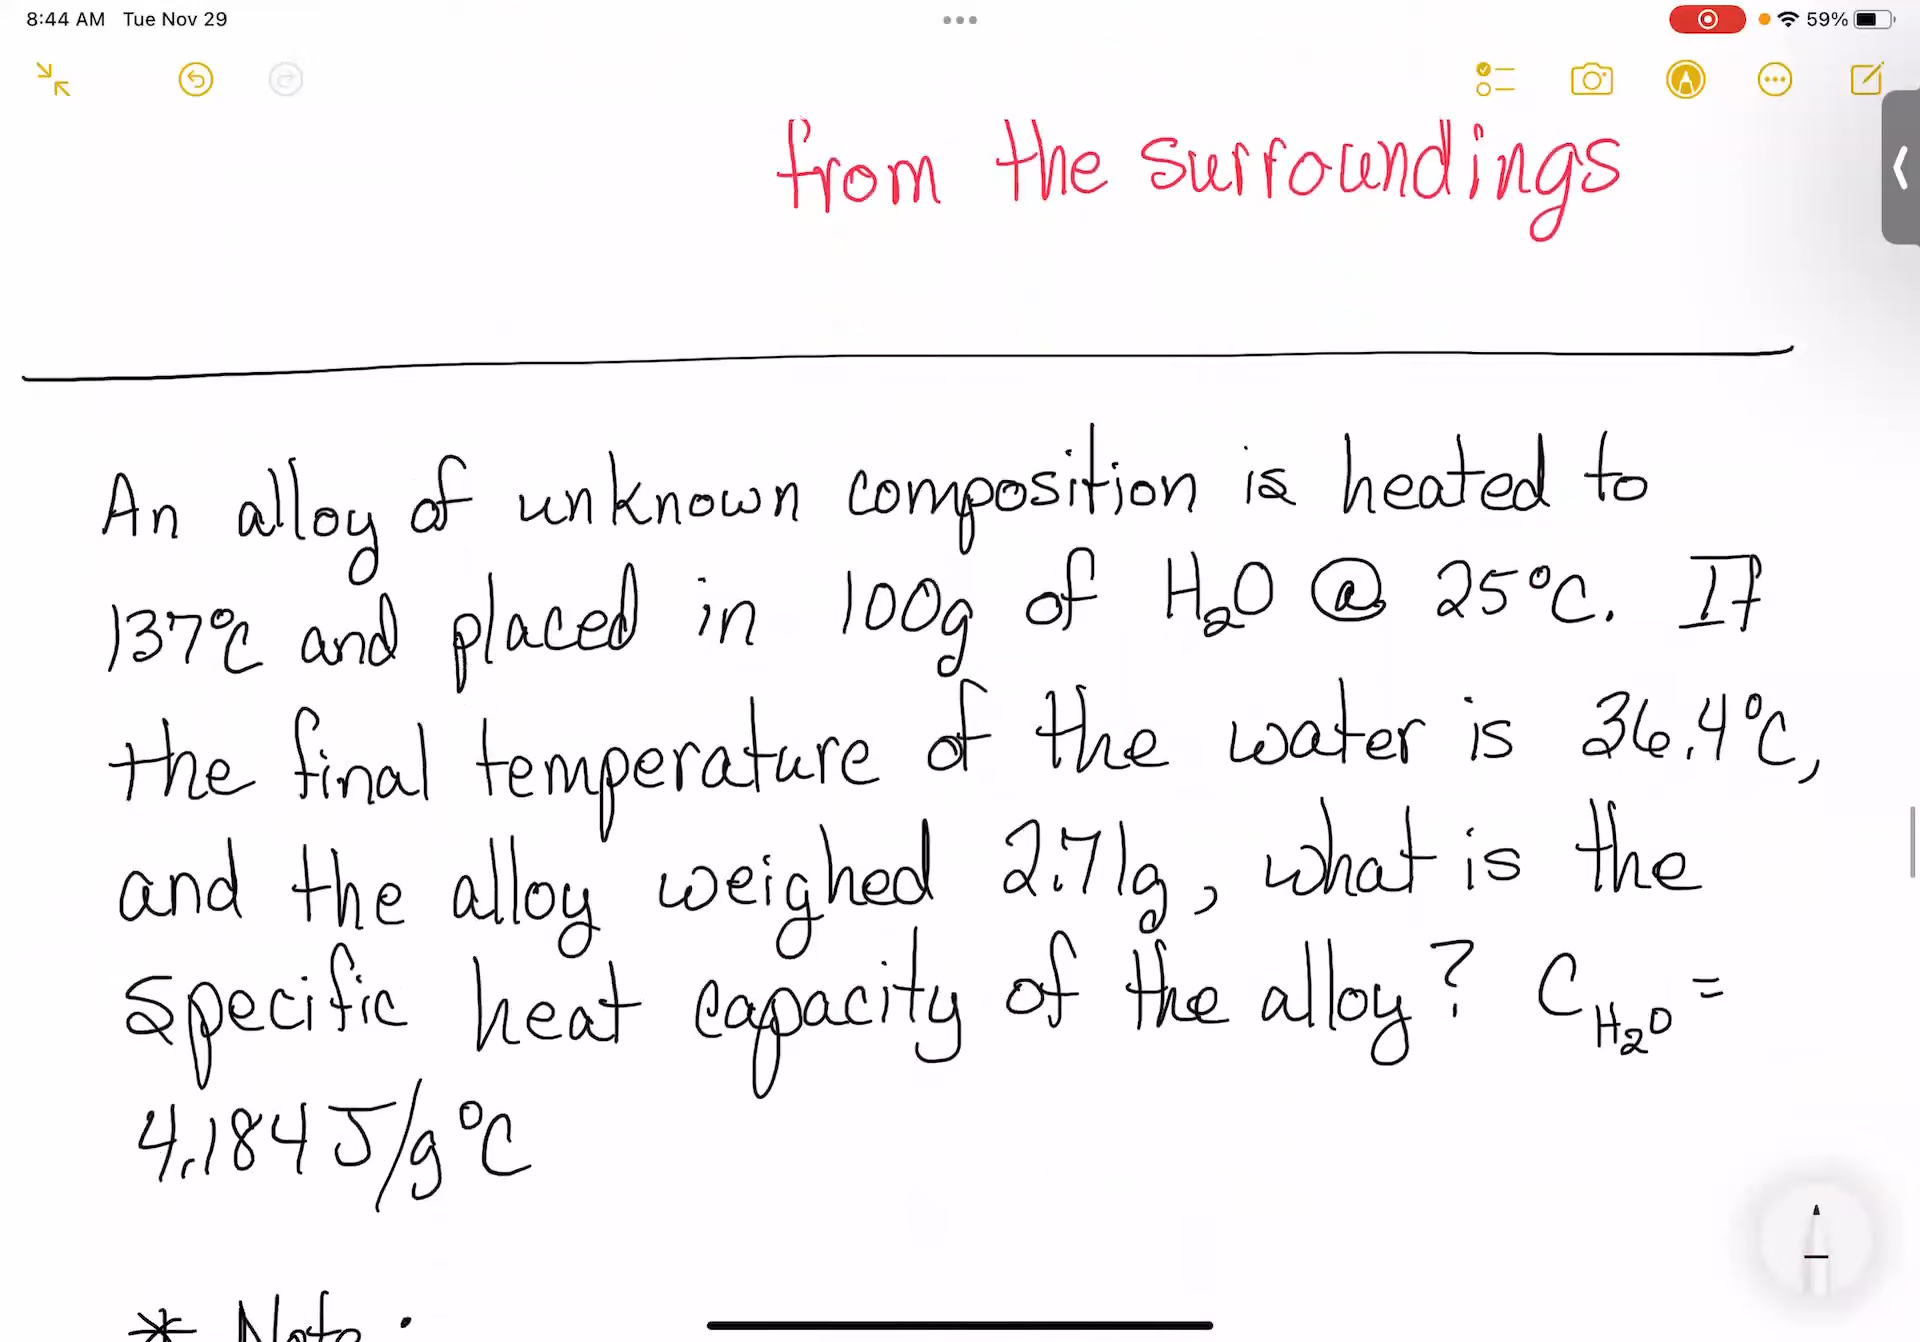 8:44 AM Tue Nov 29
59%
from the surroundings
An alloy of unknown composition is heated to
137°C and placed in 100g of H₂O @ 25°C. If
the final temperature of the water is 36.4°C,
and the alloy weighed 2.71g, what is the
specific heat capacity of the alloy? C H₂O =
4.184 J/g°C
* Note: